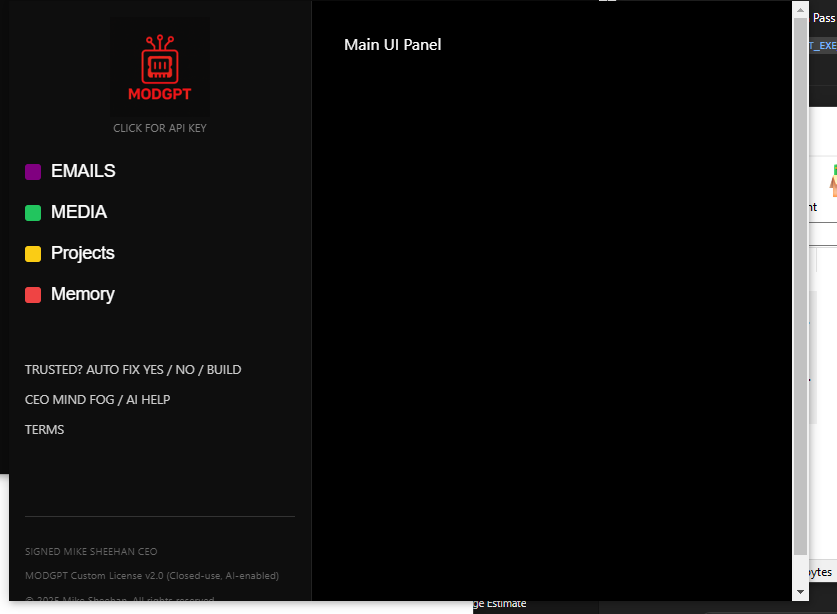 MODGPT
CLICK FOR API KEY
EMAILS
MEDIA
Projects
Memory
TRUSTED? AUTO FIX YES / NO / BUILD
CEO MIND FOG / AI HELP
TERMS
SIGNED MIKE SHEEHAN CEO
MODGPT Custom License v2.0 (Closed-use, AI-enabled)
© 2025 Mike Sheehan. All rights reserved
Main UI Panel
Pass
T_EXE
nt
bytes
ge Estimate